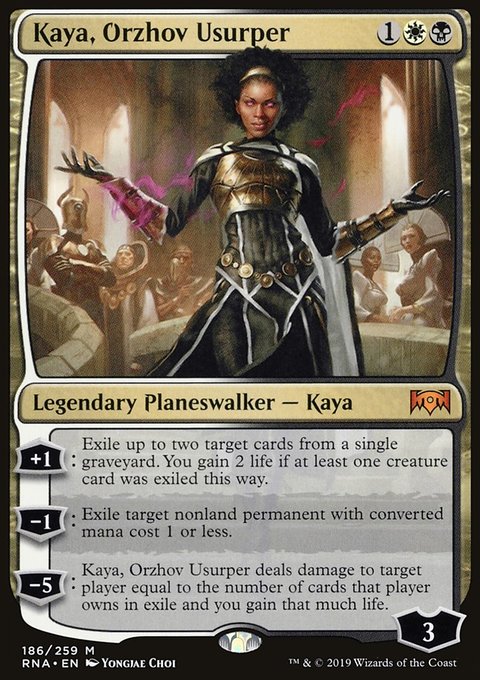 Kaya, Orzhov Usurper 1
Legendary Planeswalker — Kaya
+1: Exile up to two target cards from a single
graveyard. You gain 2 life if at least one creature
card was exiled this way.
-1: Exile target nonland permanent with converted
mana cost 1 or less.
-5: Kaya, Orzhov Usurper deals damage to target
player equal to the number of cards that player
owns in exile and you gain that much life.
3
186/259 M
RNA • EN Yongjae Choi
™ & © 2019 Wizards of the Coast